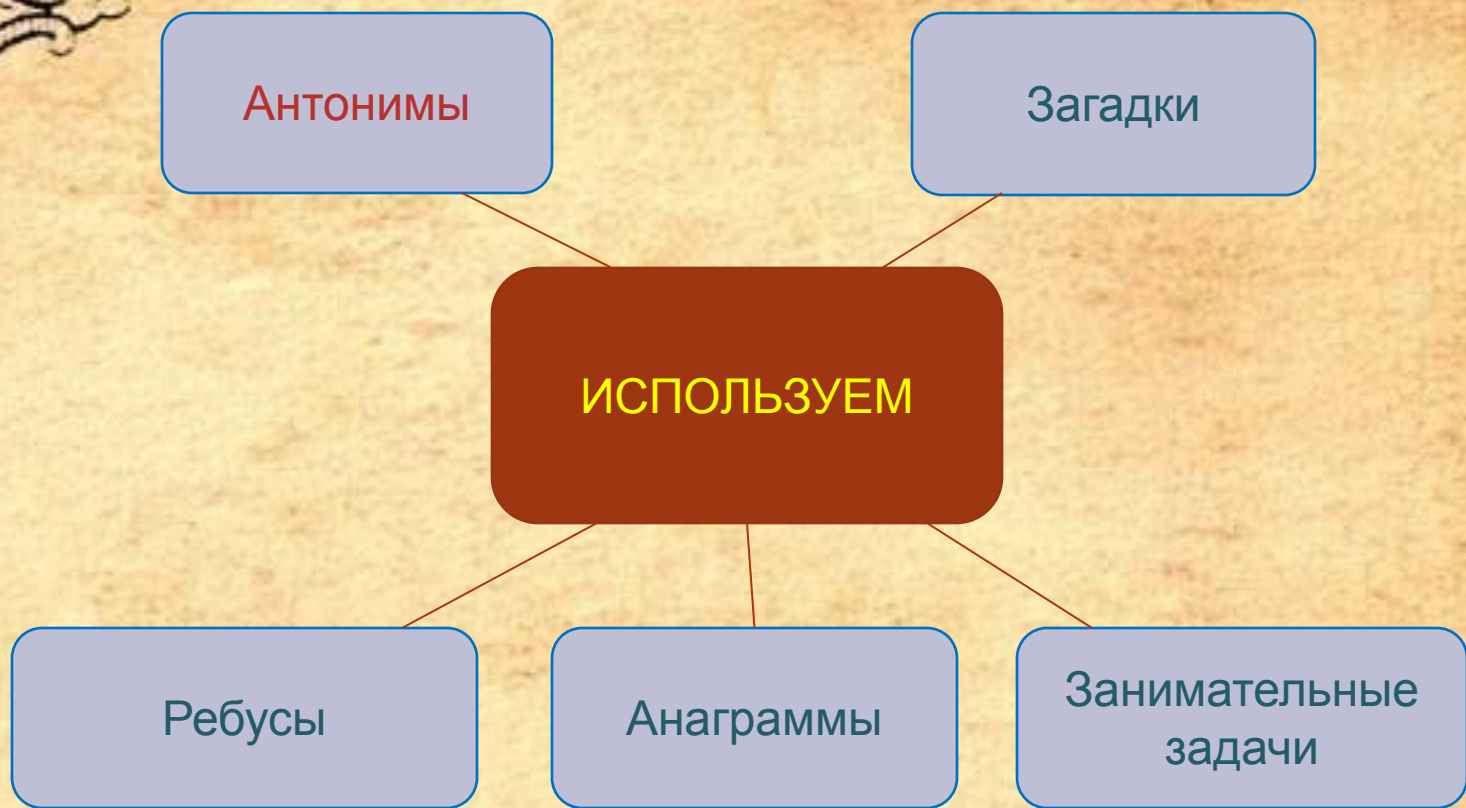 Антонимы
Загадки
ИСПОЛЬЗУЕМ
Ребусы
Анаграммы
Занимательные
задачи